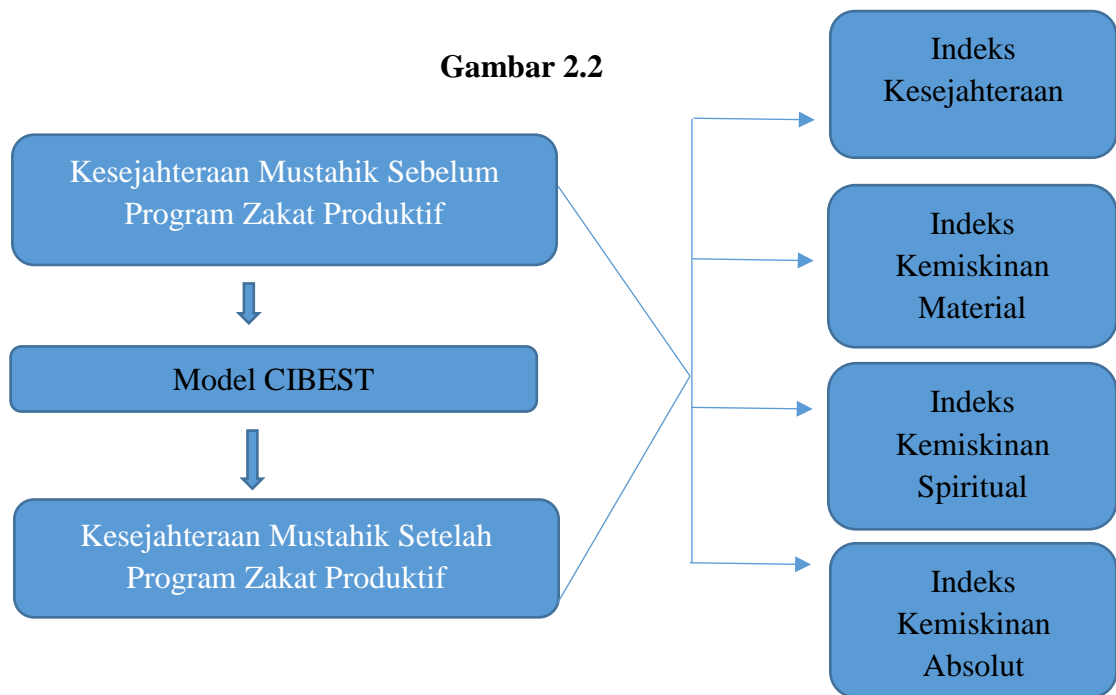 Gambar 2.2
Kesejahteraan Mustahik Sebelum
Program Zakat Produktif
Model CIBEST
Kesejahteraan Mustahik Setelah
Program Zakat Produktif
Indeks
Kesejahteraan
Indeks
Kemiskinan
Material
Indeks
Kemiskinan
Spiritual
Indeks
Kemiskinan
Absolut